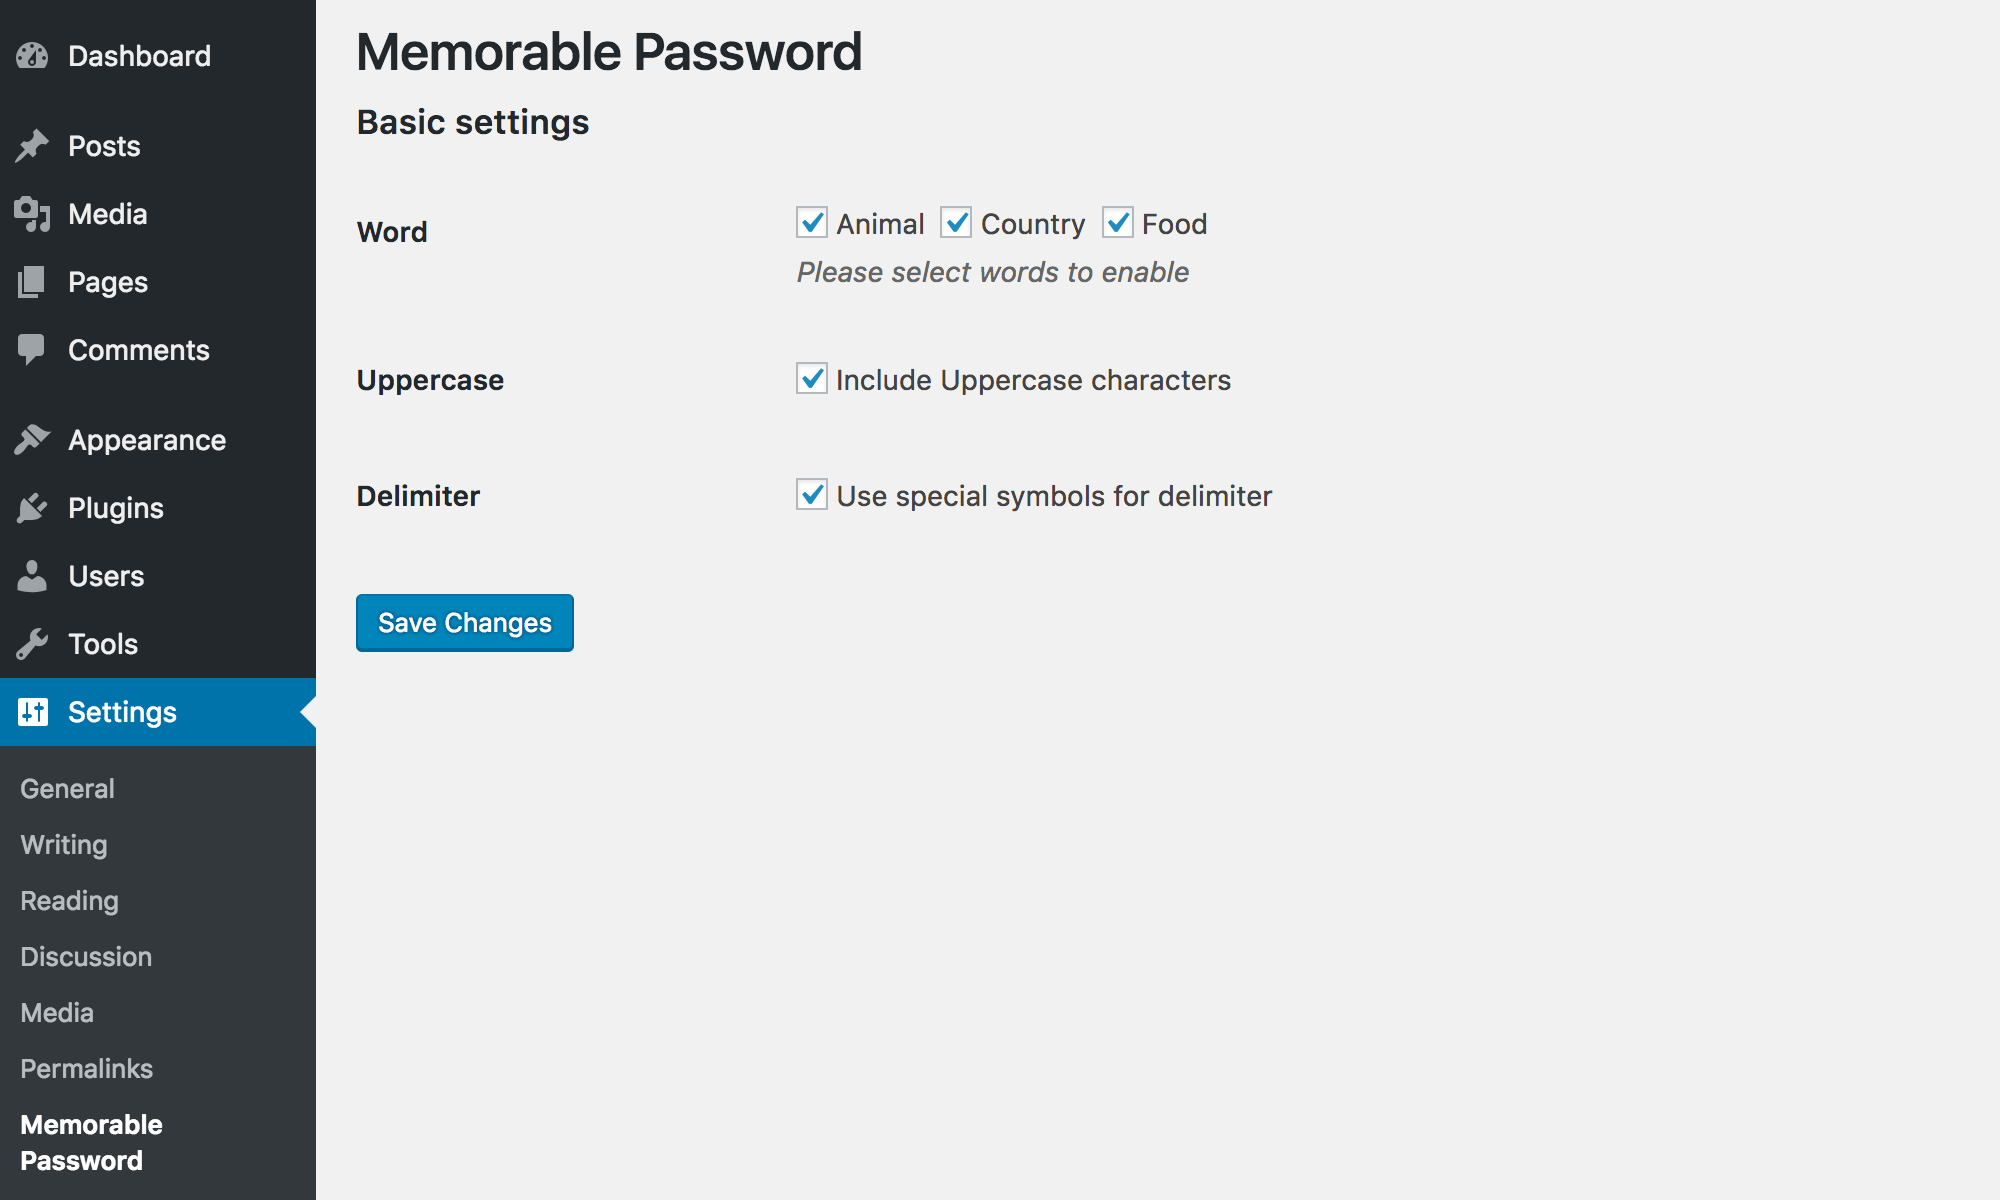 Dashboard
Posts
Media
Pages
Comments
Appearance
Plugins
Users
Tools
Settings
General
Writing
Reading
Discussion
Media
Permalinks
Memorable
Password
Memorable Password
Basic settings
Word
Animal Country Food
Please select words to enable
Uppercase
Include Uppercase characters
Delimiter
Use special symbols for delimiter
Save Changes